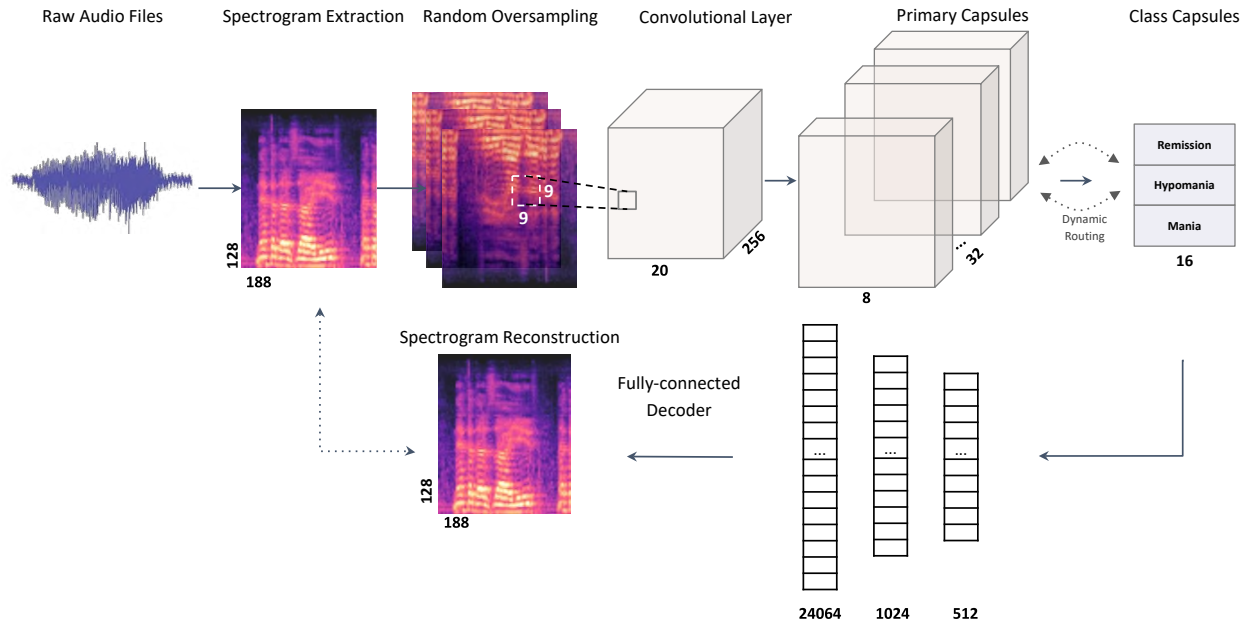 Raw Audio Files
Spectrogram Extraction
Random Oversampling
Convolutional Layer
Primary Capsules
Class Capsules
9
9
128
188
20
256
8
...
32
Dynamic
Routing
Remission
Hypomania
Mania
16
Spectrogram Reconstruction
128
188
Fully-connected
Decoder
...
...
...
24064
1024
512